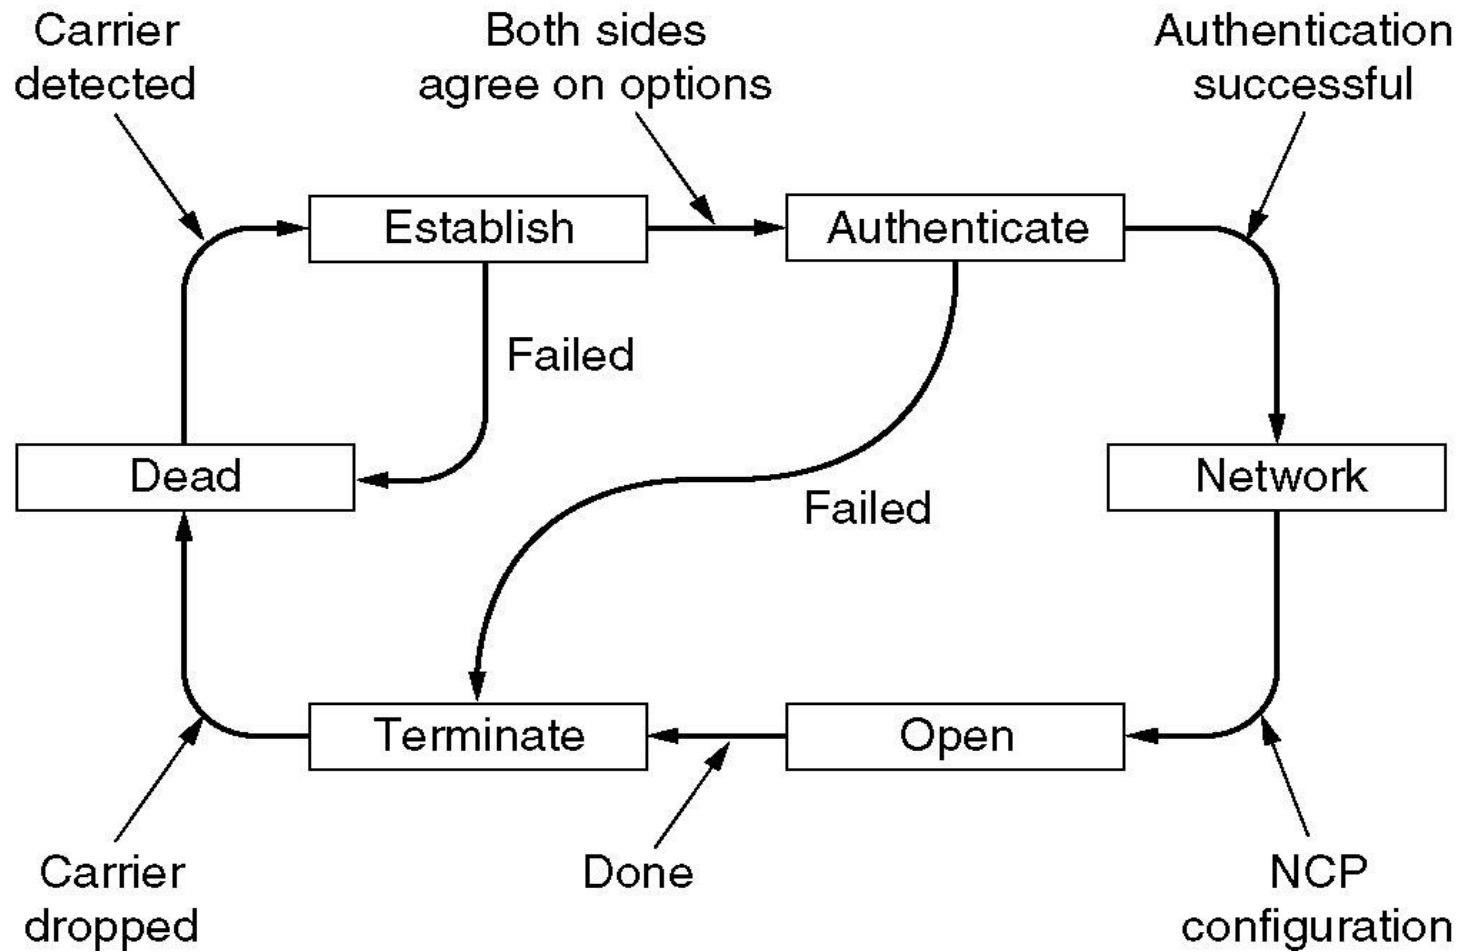 Carrier
detected
Both sides
agree on options
Authentication
successful
Establish
Authenticate
Failed
Dead
Network
Failed
Terminate
Open
Carrier
dropped
Done
NCP
configuration